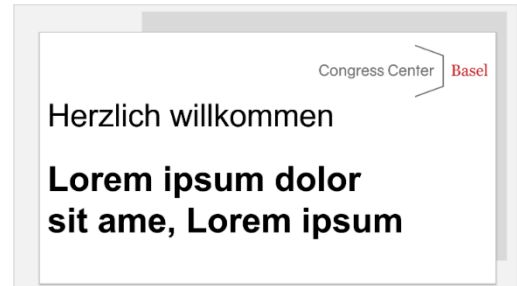 Congress Center Basel
Herzlich willkommen
Lorem ipsum dolor
sit ame, Lorem ipsum